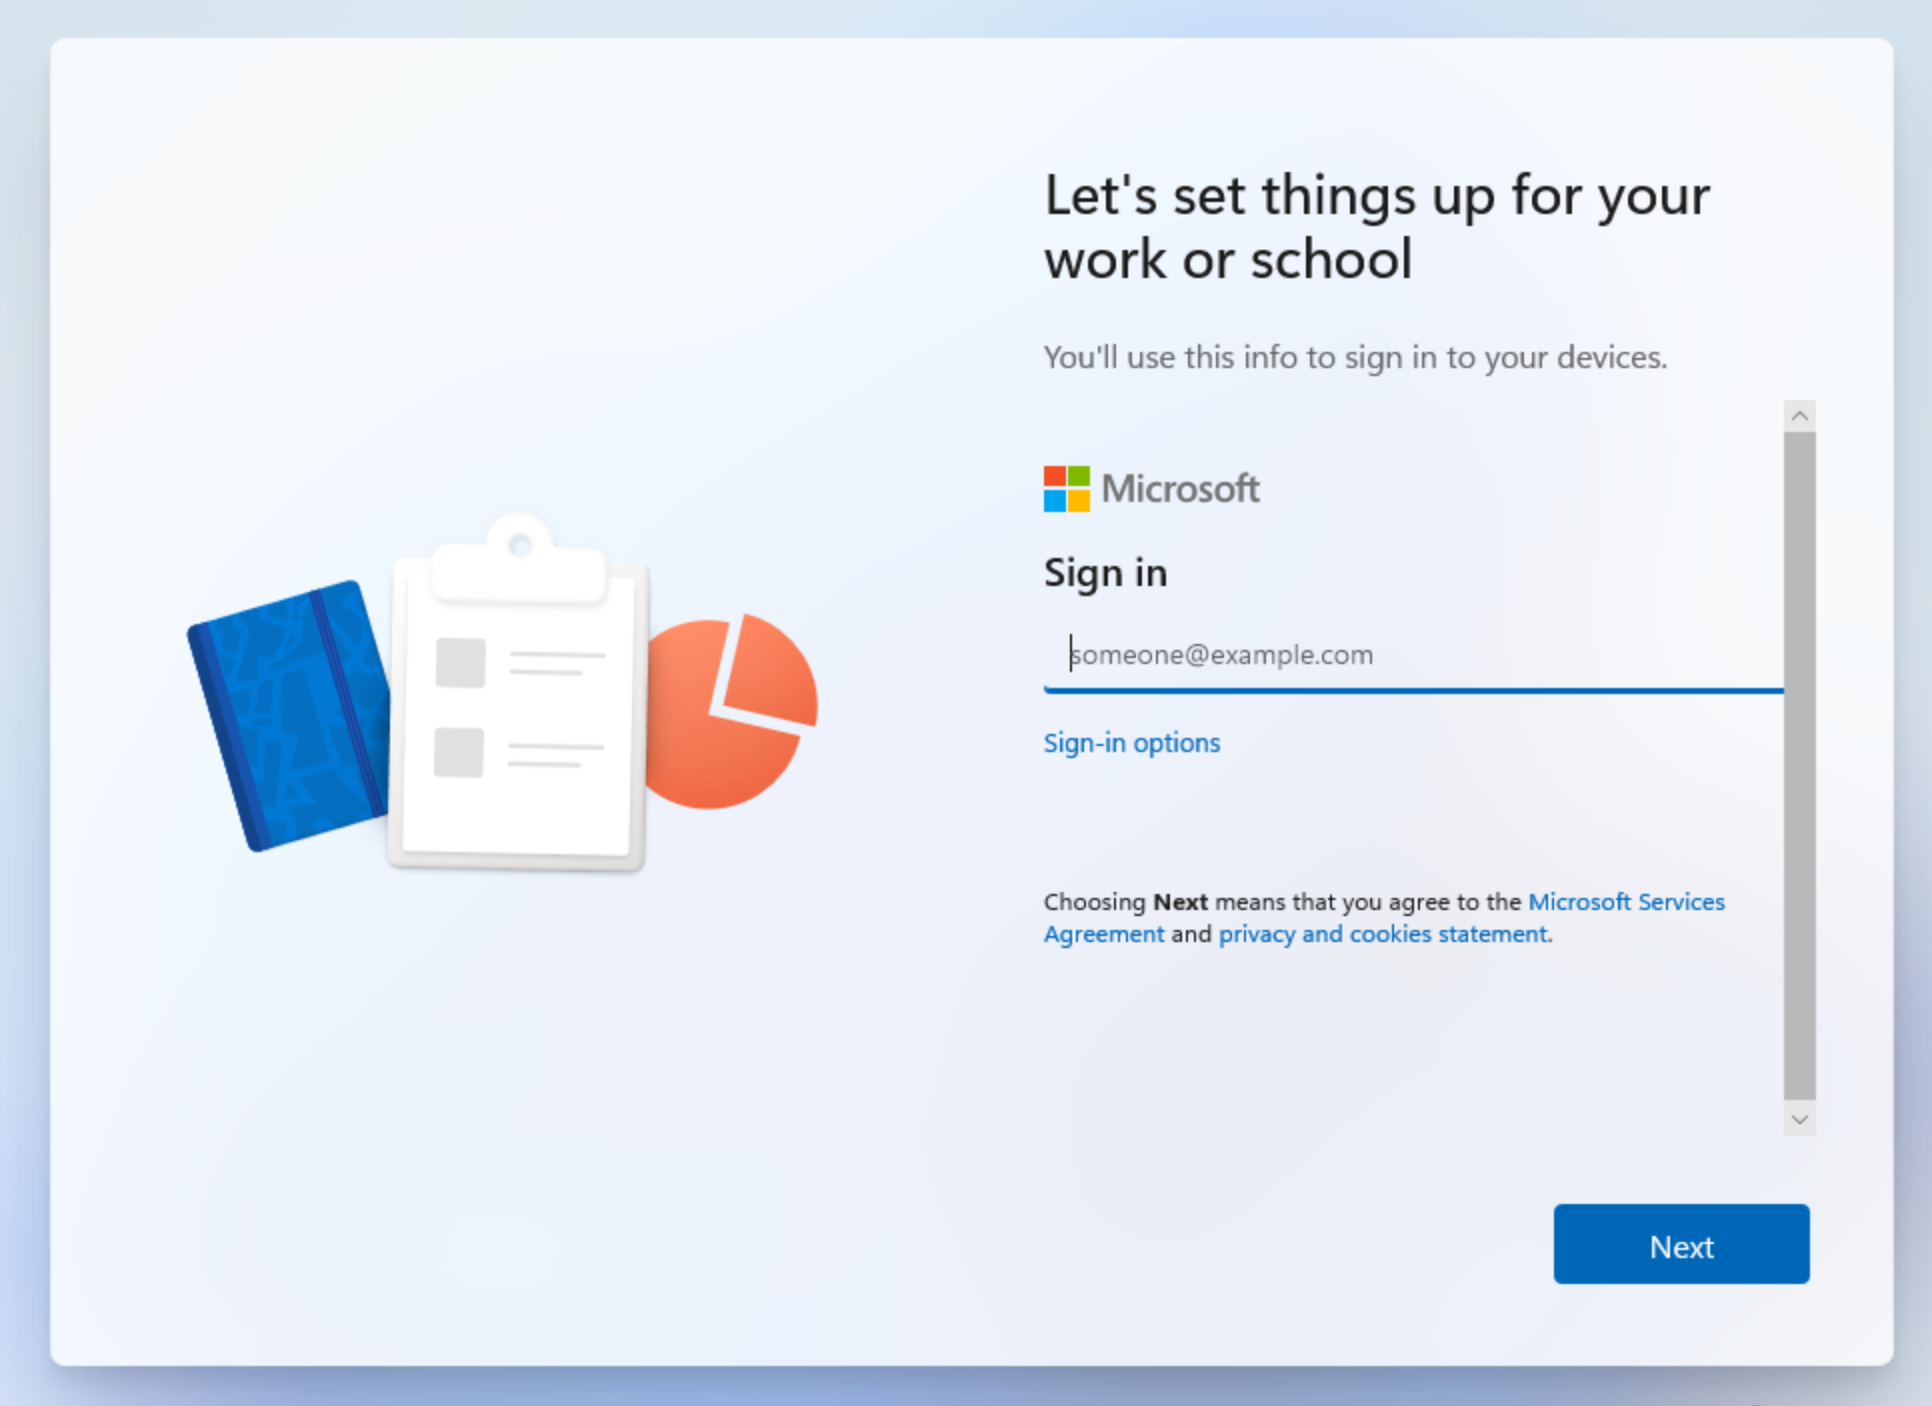 Let's set things up for your
work or school
You'll use this info to sign in to your devices.
Microsoft
Sign in
someone@example.com
Sign-in options
Choosing Next means that you agree to the Microsoft Services
Agreement and privacy and cookies statement.
Next